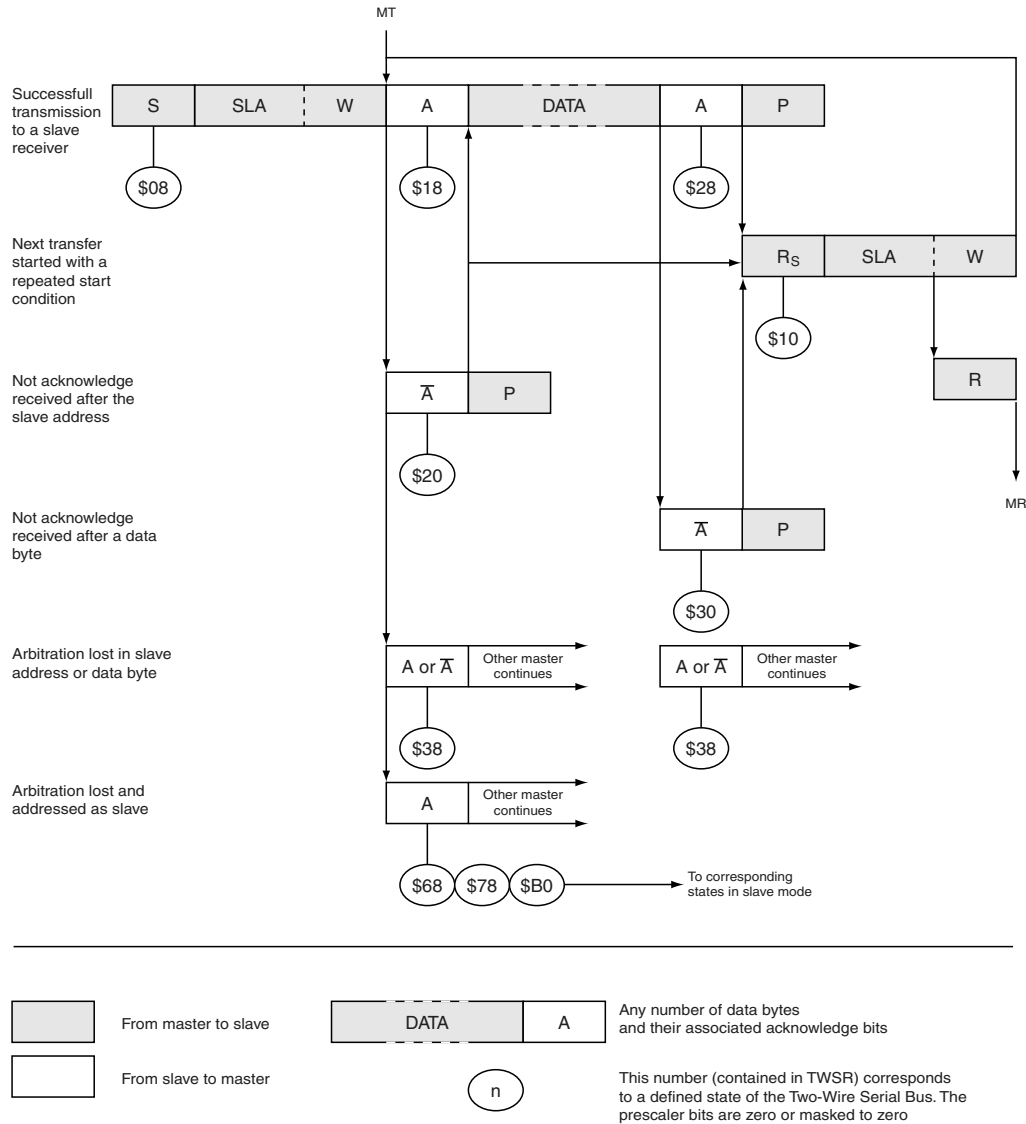 MT
Successfull
transmission
to a slave
receiver
S SLA W A DATA A P
$08 $18 $28
Next transfer
started with a
repeated start
condition
RS SLA W
$10
Not acknowledge
received after the
slave address
A̅ P
R
$20
MR
Not acknowledge
received after a data
byte
A̅ P
$30
Arbitration lost in slave
address or data byte
A or A̅ Other master
continues
A or A̅ Other master
continues
$38 $38
Arbitration lost and
addressed as slave
A Other master
continues
$68 $78 $B0 To corresponding
states in slave mode
From master to slave
DATA A
Any number of data bytes
and their associated acknowledge bits
From slave to master
n
This number (contained in TWSR) corresponds
to a defined state of the Two-Wire Serial Bus. The
prescaler bits are zero or masked to zero